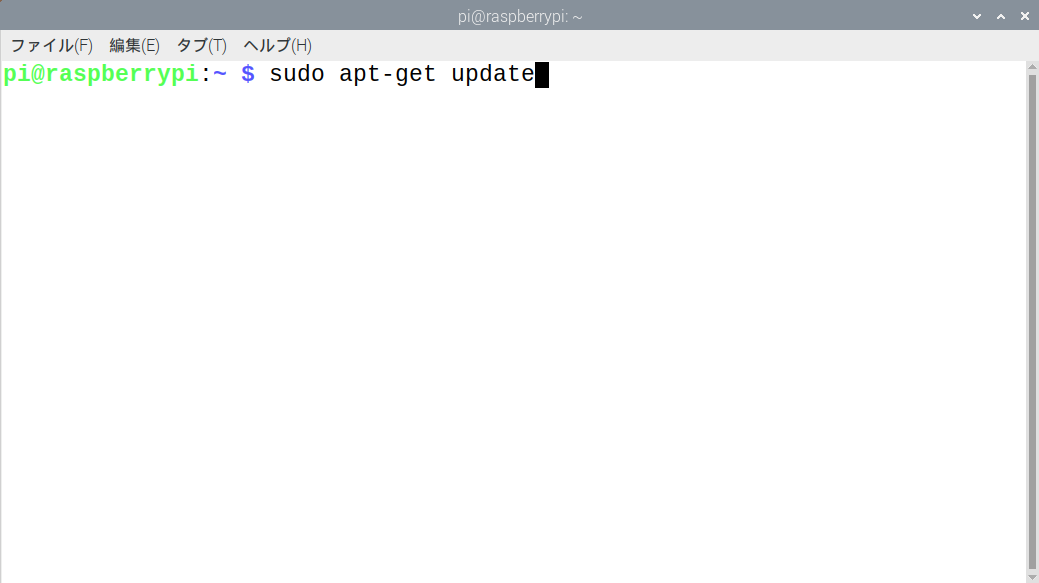 pi@raspberrypi: ~
ファイル(F) 編集(E) タブ(T) ヘルプ(H)
pi@raspberrypi:~ $ sudo apt-get update